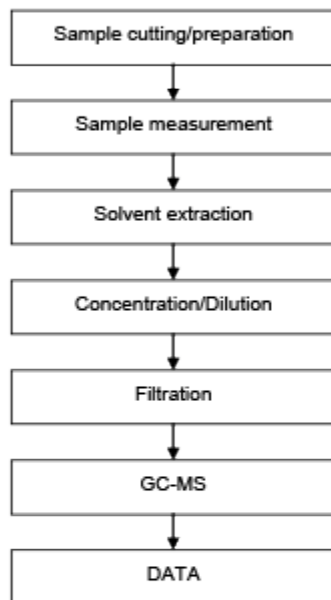 Sample cutting/preparation
Sample measurement
Solvent extraction
Concentration/Dilution
Filtration
GC-MS
DATA